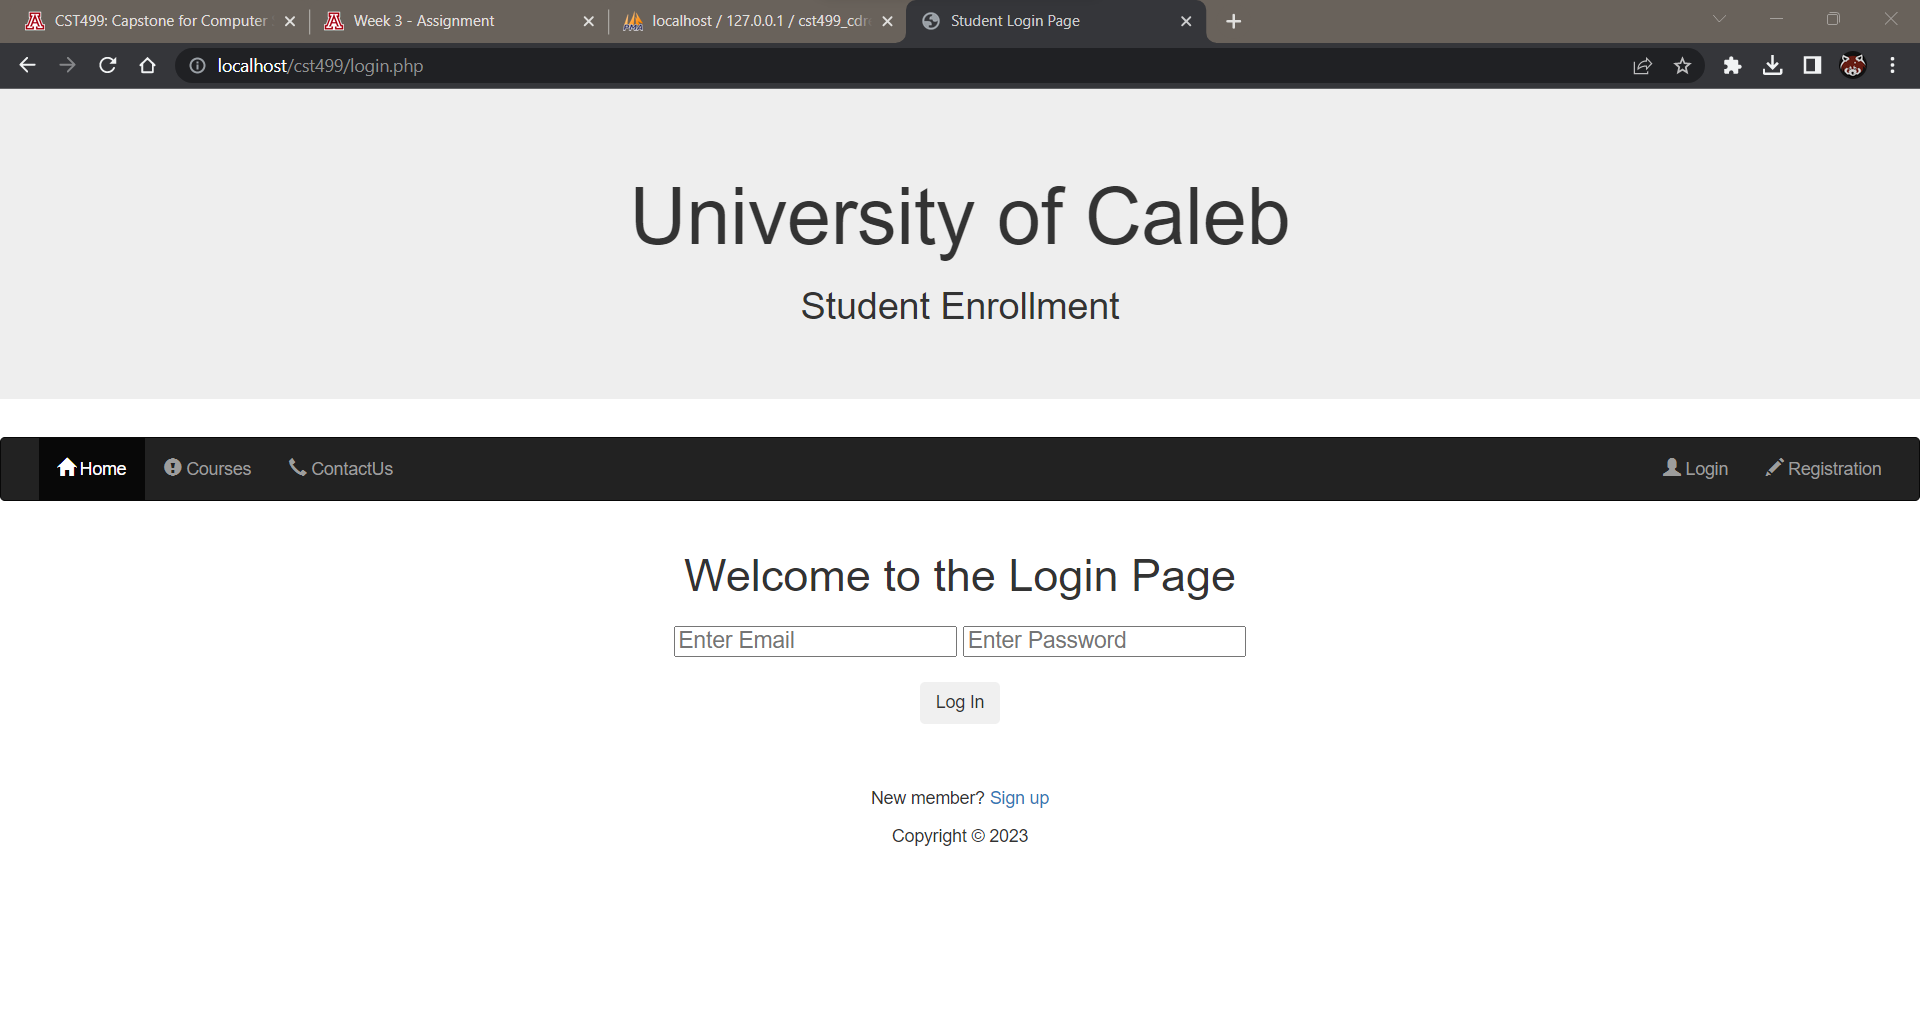 CST499: Capstone for Computer
Week 3 - Assignment
localhost / 127.0.0.1 / cst499_cdr
Student Login Page
localhost/cst499/login.php
University of Caleb
Student Enrollment
Home Courses ContactUs Login Registration
Welcome to the Login Page
Enter Email Enter Password
Log In
New member? Sign up
Copyright © 2023